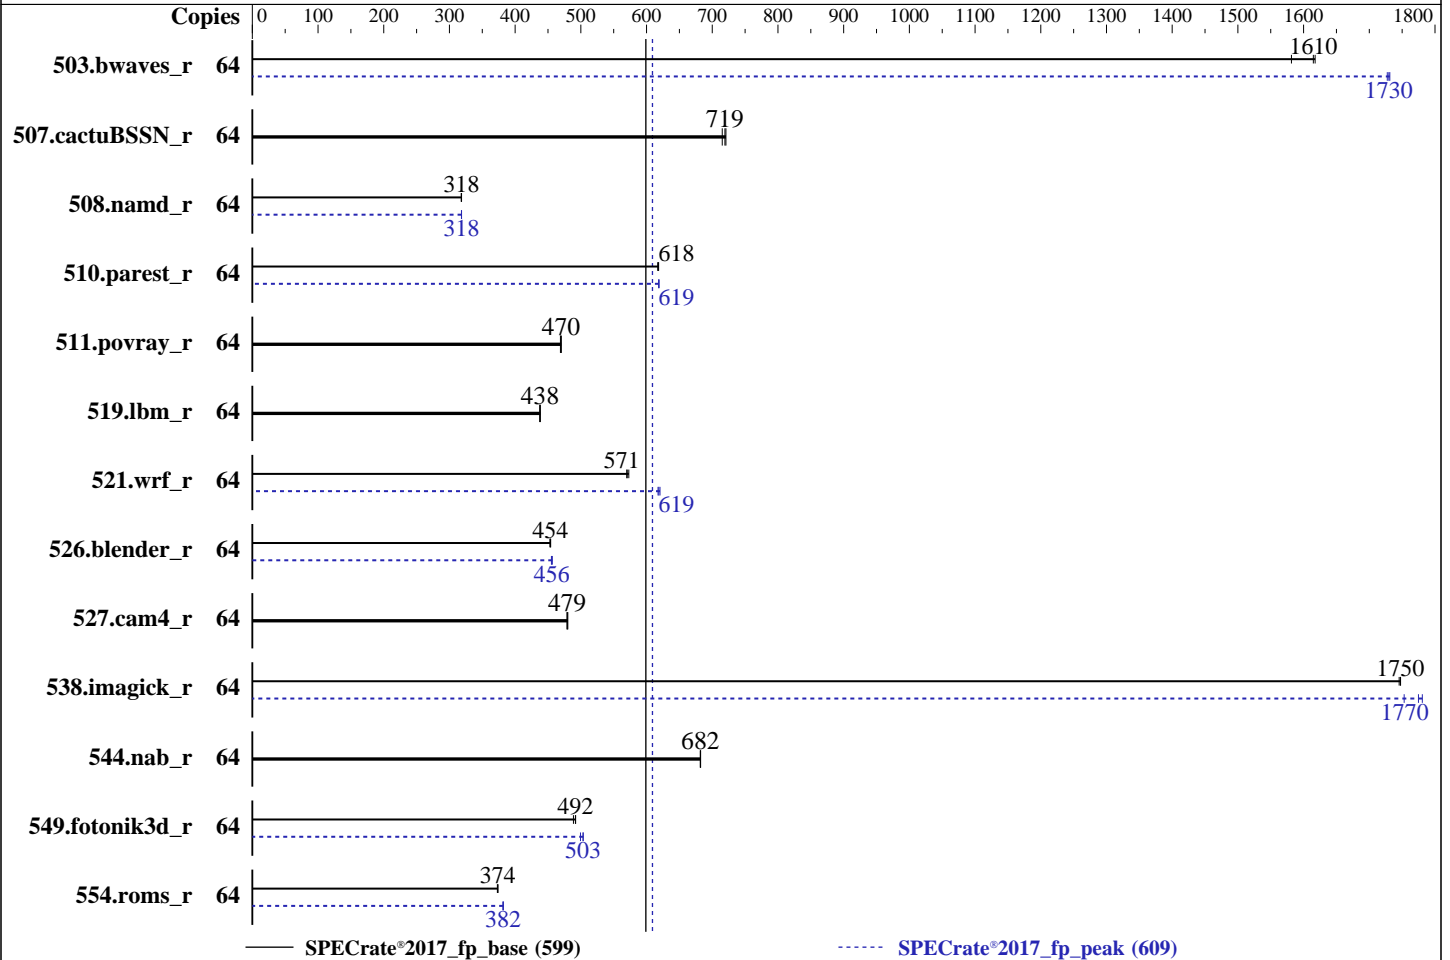 Copies 0 100 200 300 400 500 600 700 800 900 1000 1100 1200 1300 1400 1500 1600 1800
503.bwaves_r 64 1610
1730
507.cactuBSSN_r 64 719
508.namd_r 64 318
318
510.parest_r 64 618
619
511.povray_r 64 470
519.lbm_r 64 438
521.wrf_r 64 571
619
526.blender_r 64 454
456
527.cam4_r 64 479
538.imagick_r 64 1750
1770
544.nab_r 64 682
549.fotonik3d_r 64 492
503
554.roms_r 64 374
382
SPECrate®2017_fp_base (599) SPECrate®2017_fp_peak (609)